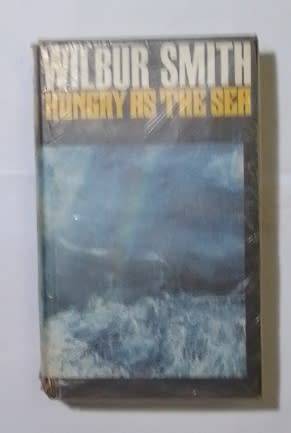 WILBUR SMITH
HUNGRY AS THE SEA